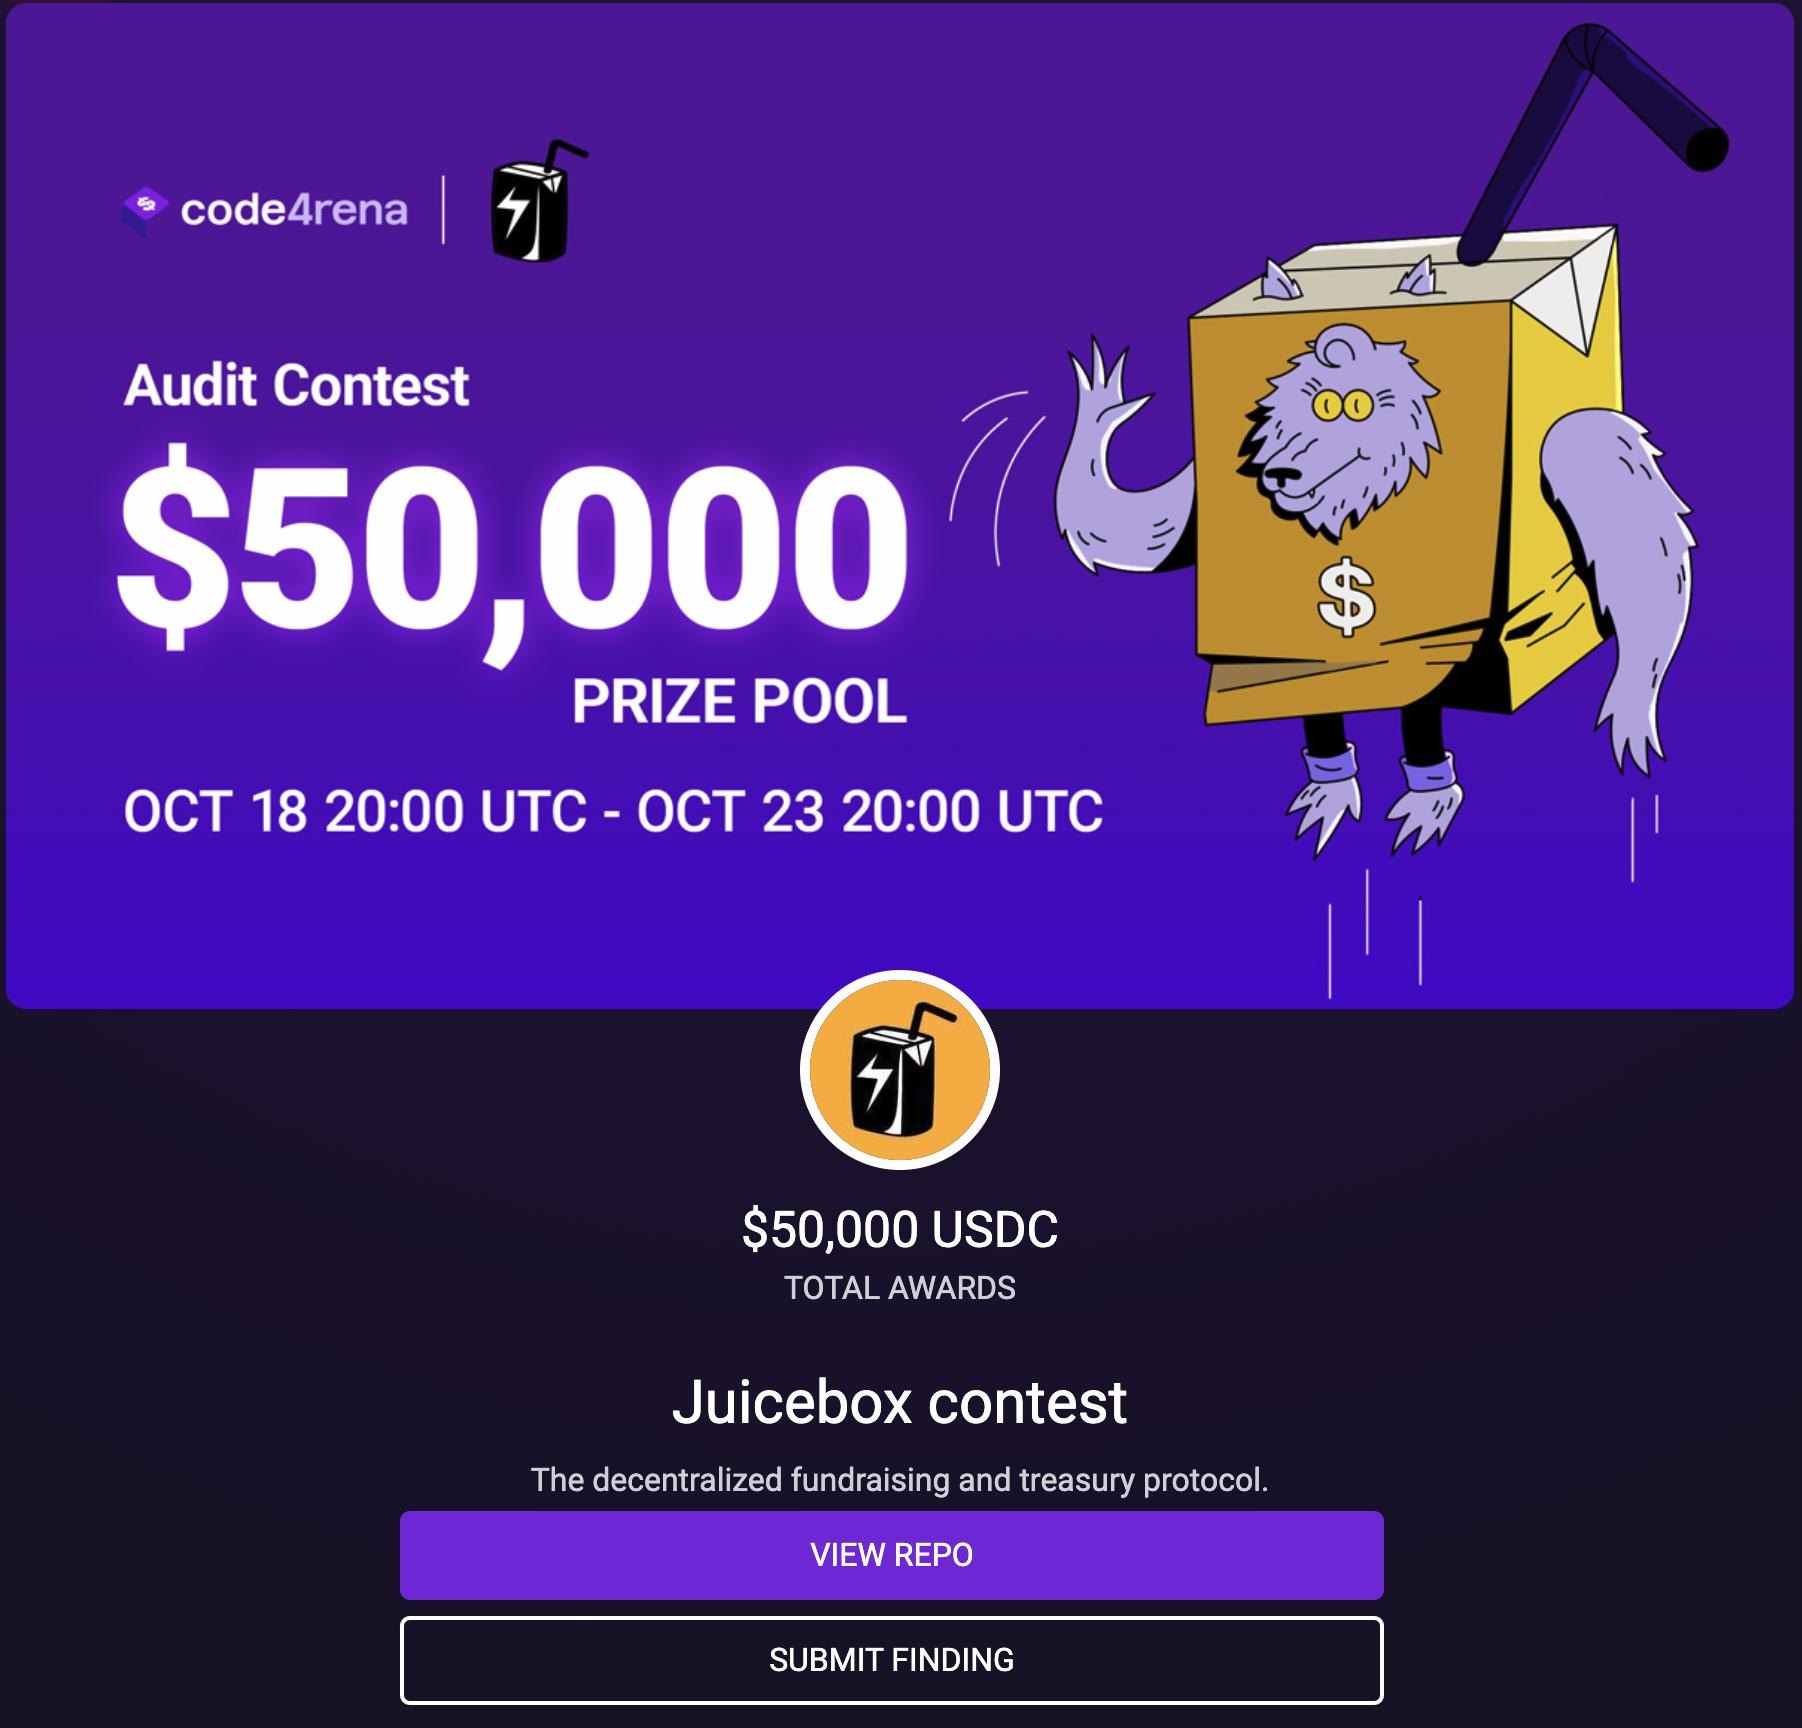 code4rena
Audit Contest
$50,000
PRIZE POOL
OCT 18 20:00 UTC - OCT 23 20:00 UTC
$
$50,000 USDC
TOTAL AWARDS
Juicebox contest
The decentralized fundraising and treasury protocol.
VIEW REPO
SUBMIT FINDING